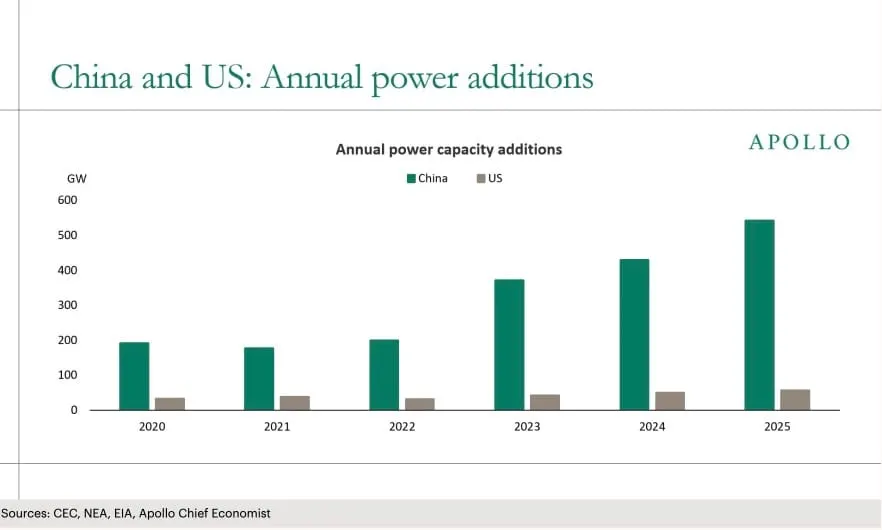 China and US: Annual power additions
APOLLO
Annual power capacity additions
GW
China US
600
500
400
300
200
100
0
2020 2021 2022 2023 2024 2025
Sources: CEC, NEA, EIA, Apollo Chief Economist